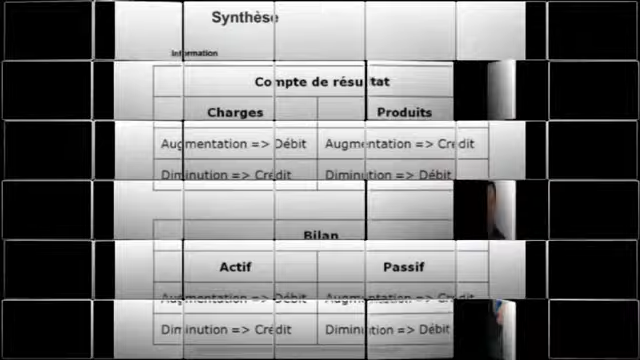 Synthèse
Information
Compte de résultat
Charges Produits
Augmentation => Débit Augmentation => Crédit
Diminution => Crédit Diminution => Débit
Bilan
Actif Passif
Augmentation => Débit Augmentation => Crédit
Diminution => Crédit Diminution => Débit